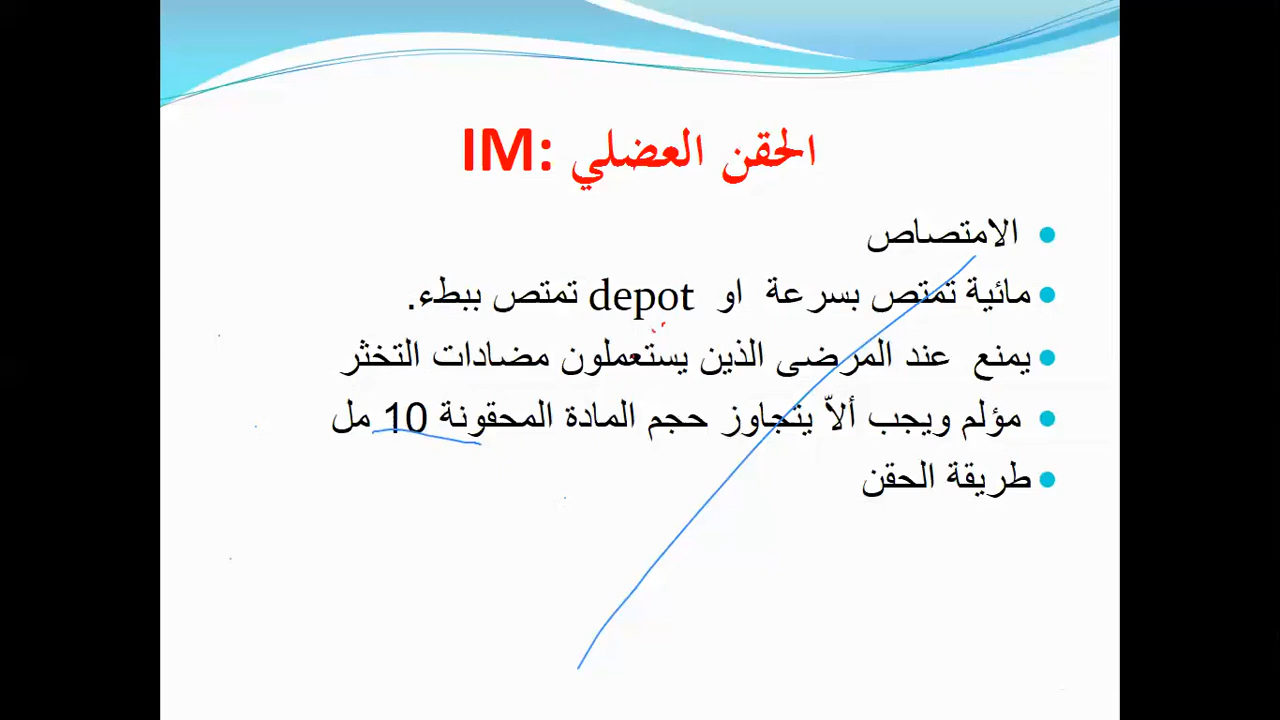 الحقن العضلي :IM
الامتصاص
مائية تمتص بسرعة او depot تمتص ببطء.
يمنع عند المرضى الذين يستعملون مضادات التخثر
مؤلم ويجب ألاّ يتجاوز حجم المادة المحقونة 10 مل
طريقة الحقن